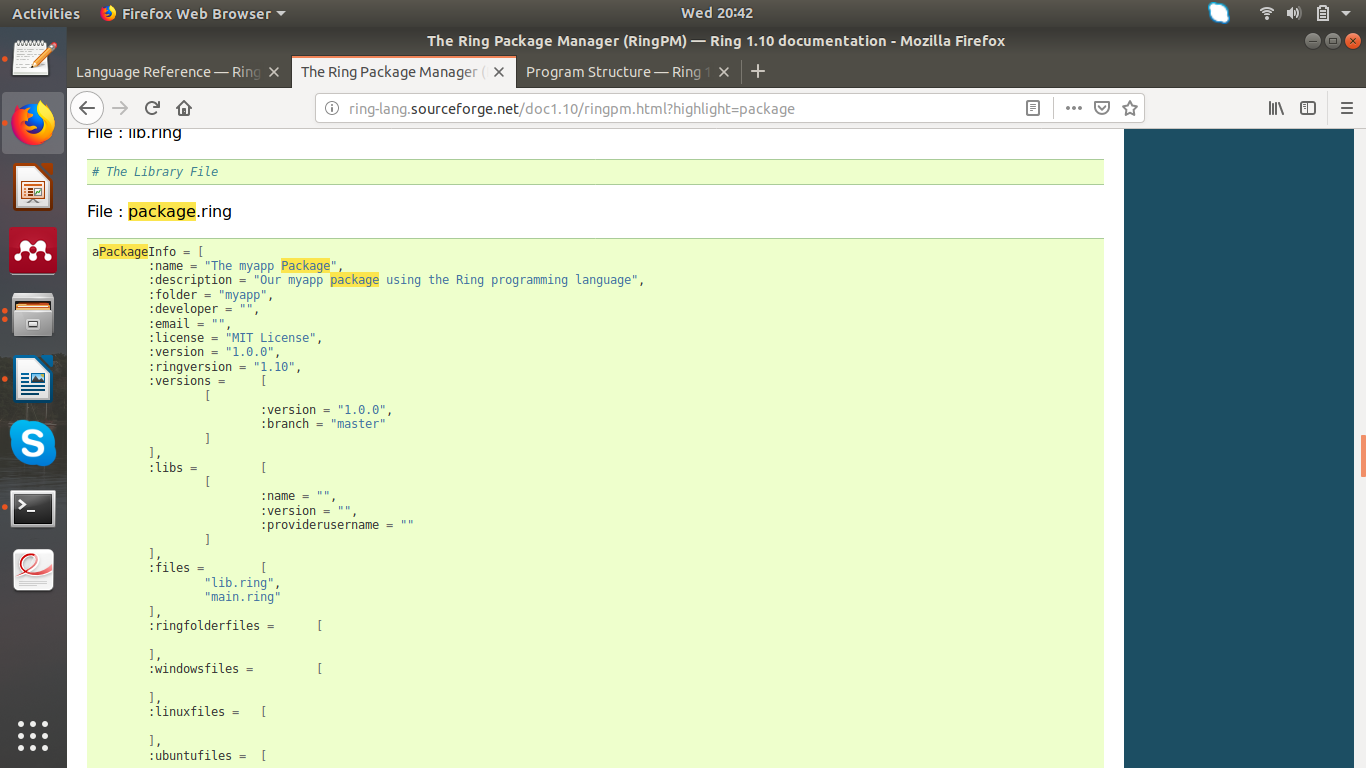 Activities Firefox Web Browser Wed 20:42
The Ring Package Manager (RingPM) — Ring 1.10 documentation - Mozilla Firefox
Language Reference — Ring The Ring Package Manager ( Program Structure — Ring 1
ring-lang.sourceforge.net/doc1.10/ringpm.html?highlight=package
File : lib.ring
# The Library File
File : package.ring
aPackageInfo = [
:name = "The myapp Package",
:description = "Our myapp package using the Ring programming language",
:folder = "myapp",
:developer = "",
:email = "",
:license = "MIT License",
:version = "1.0.0",
:ringversion = "1.10",
:versions = [
[
:version = "1.0.0",
:branch = "master"
]
],
:libs = [
[
:name = "",
:version = "",
:providerusername = ""
]
],
:files = [
"lib.ring",
"main.ring"
],
:ringfolderfiles = [
],
:windowsfiles = [
],
:linuxfiles = [
],
:ubuntufiles = [